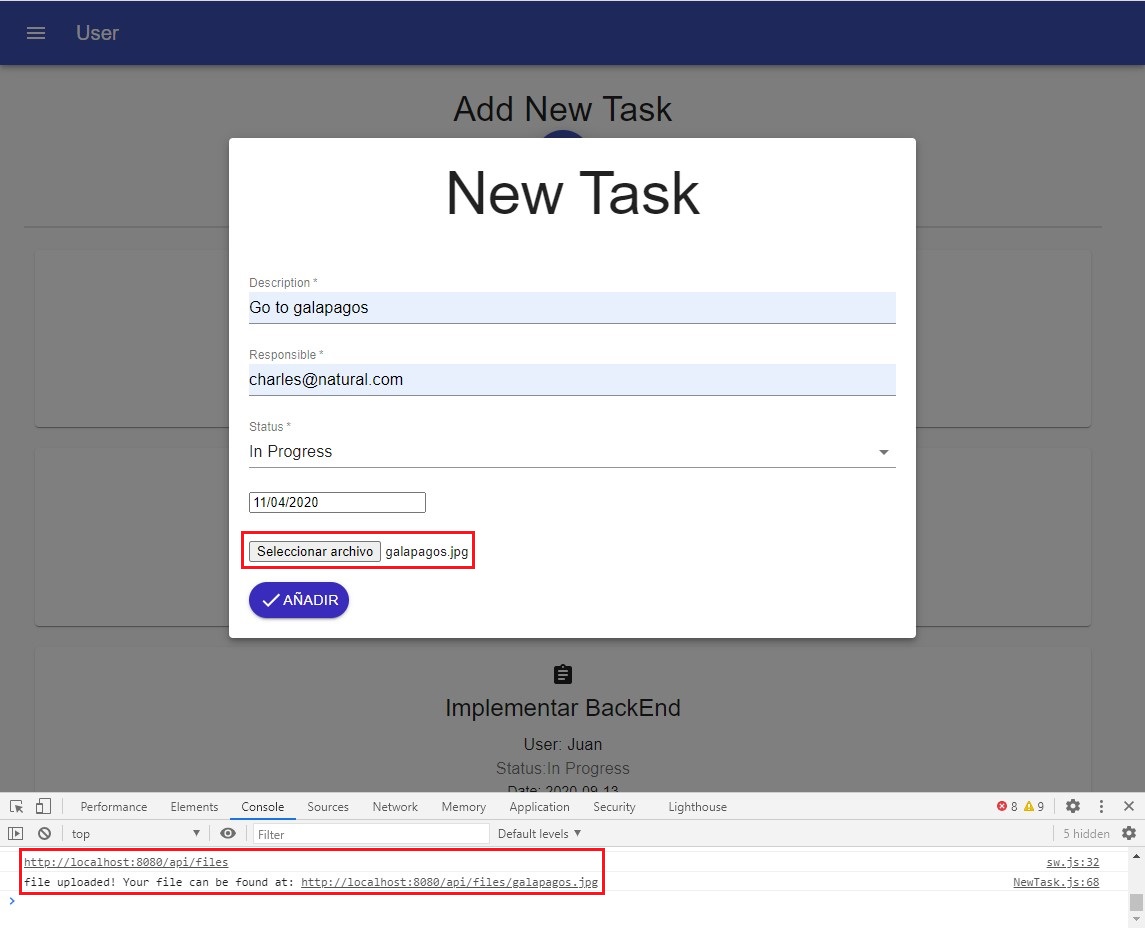 User
Add New Task
New Task
Description *
Go to galapagos
Responsible *
charles@natural.com
Status *
In Progress
11/04/2020
Seleccionar archivo galapagos.jpg
AÑADIR
Implementar BackEnd
User: Juan
Status:In Progress
Date: 2020-09-13
Performance Elements Console Sources Network Memory Application Security Lighthouse 8 9
top Filter Default levels 5 hidden
http://localhost:8080/api/files sw.js:32
file uploaded! Your file can be found at: http://localhost:8080/api/files/galapagos.jpg NewTask.js:68